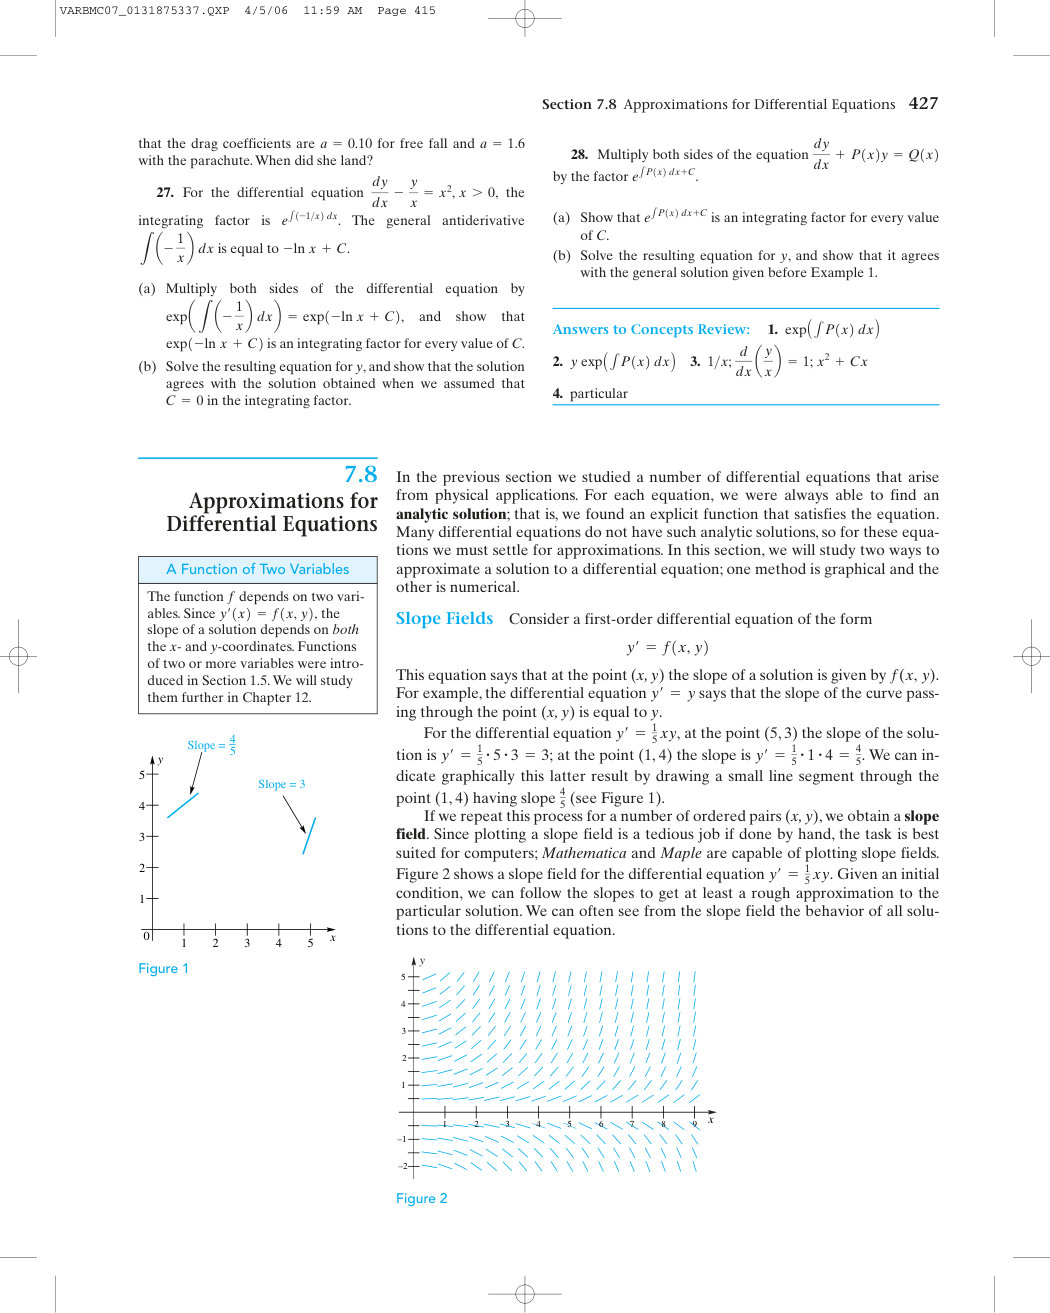 VARBMC07_0131875337.QXP 4/5/06 11:59 AM Page 415
Section 7.8 Approximations for Differential Equations 427
that the drag coefficients are a = 0.10 for free fall and a = 1.6
with the parachute. When did she land?
27. For the differential equation dy/dx − y/x = x², x > 0, the
integrating factor is e^∫(−1/x) dx. The general antiderivative
∫(−1/x) dx is equal to −ln x + C.
(a) Multiply both sides of the differential equation by
exp(∫(−1/x) dx) = exp(−ln x + C), and show that
exp(−ln x + C) is an integrating factor for every value of C.
(b) Solve the resulting equation for y, and show that the solution
agrees with the solution obtained when we assumed that
C = 0 in the integrating factor.
28. Multiply both sides of the equation dy/dx + P(x)y = Q(x)
by the factor e^∫P(x) dx+C.
(a) Show that e^∫P(x) dx+C is an integrating factor for every value
of C.
(b) Solve the resulting equation for y, and show that it agrees
with the general solution given before Example 1.
Answers to Concepts Review: 1. exp(∫P(x) dx)
2. y exp(∫P(x) dx) 3. 1/x; d/dx (y/x) = 1; x² + Cx
4. particular
7.8
Approximations for
Differential Equations
A Function of Two Variables
The function f depends on two vari-
ables. Since y′(x) = f(x, y), the
slope of a solution depends on both
the x- and y-coordinates. Functions
of two or more variables were intro-
duced in Section 1.5. We will study
them further in Chapter 12.
Slope = 4/5
Slope = 3
y
5
4
3
2
1
0
1 2 3 4 5 x
Figure 1
In the previous section we studied a number of differential equations that arise
from physical applications. For each equation, we were always able to find an
analytic solution; that is, we found an explicit function that satisfies the equation.
Many differential equations do not have such analytic solutions, so for these equa-
tions we must settle for approximations. In this section, we will study two ways to
approximate a solution to a differential equation; one method is graphical and the
other is numerical.
Slope Fields Consider a first-order differential equation of the form
y′ = f(x, y)
This equation says that at the point (x, y) the slope of a solution is given by f(x, y).
For example, the differential equation y′ = y says that the slope of the curve pass-
ing through the point (x, y) is equal to y.
For the differential equation y′ = 1/5 xy, at the point (5, 3) the slope of the solu-
tion is y′ = 1/5 · 5 · 3 = 3; at the point (1, 4) the slope is y′ = 1/5 · 1 · 4 = 4/5. We can in-
dicate graphically this latter result by drawing a small line segment through the
point (1, 4) having slope 4/5 (see Figure 1).
If we repeat this process for a number of ordered pairs (x, y), we obtain a slope
field. Since plotting a slope field is a tedious job if done by hand, the task is best
suited for computers; Mathematica and Maple are capable of plotting slope fields.
Figure 2 shows a slope field for the differential equation y′ = 1/5 xy. Given an initial
condition, we can follow the slopes to get at least a rough approximation to the
particular solution. We can often see from the slope field the behavior of all solu-
tions to the differential equation.
y
5
4
3
2
1
1 2 3 4 5 6 7 8 9 x
−1
−2
Figure 2